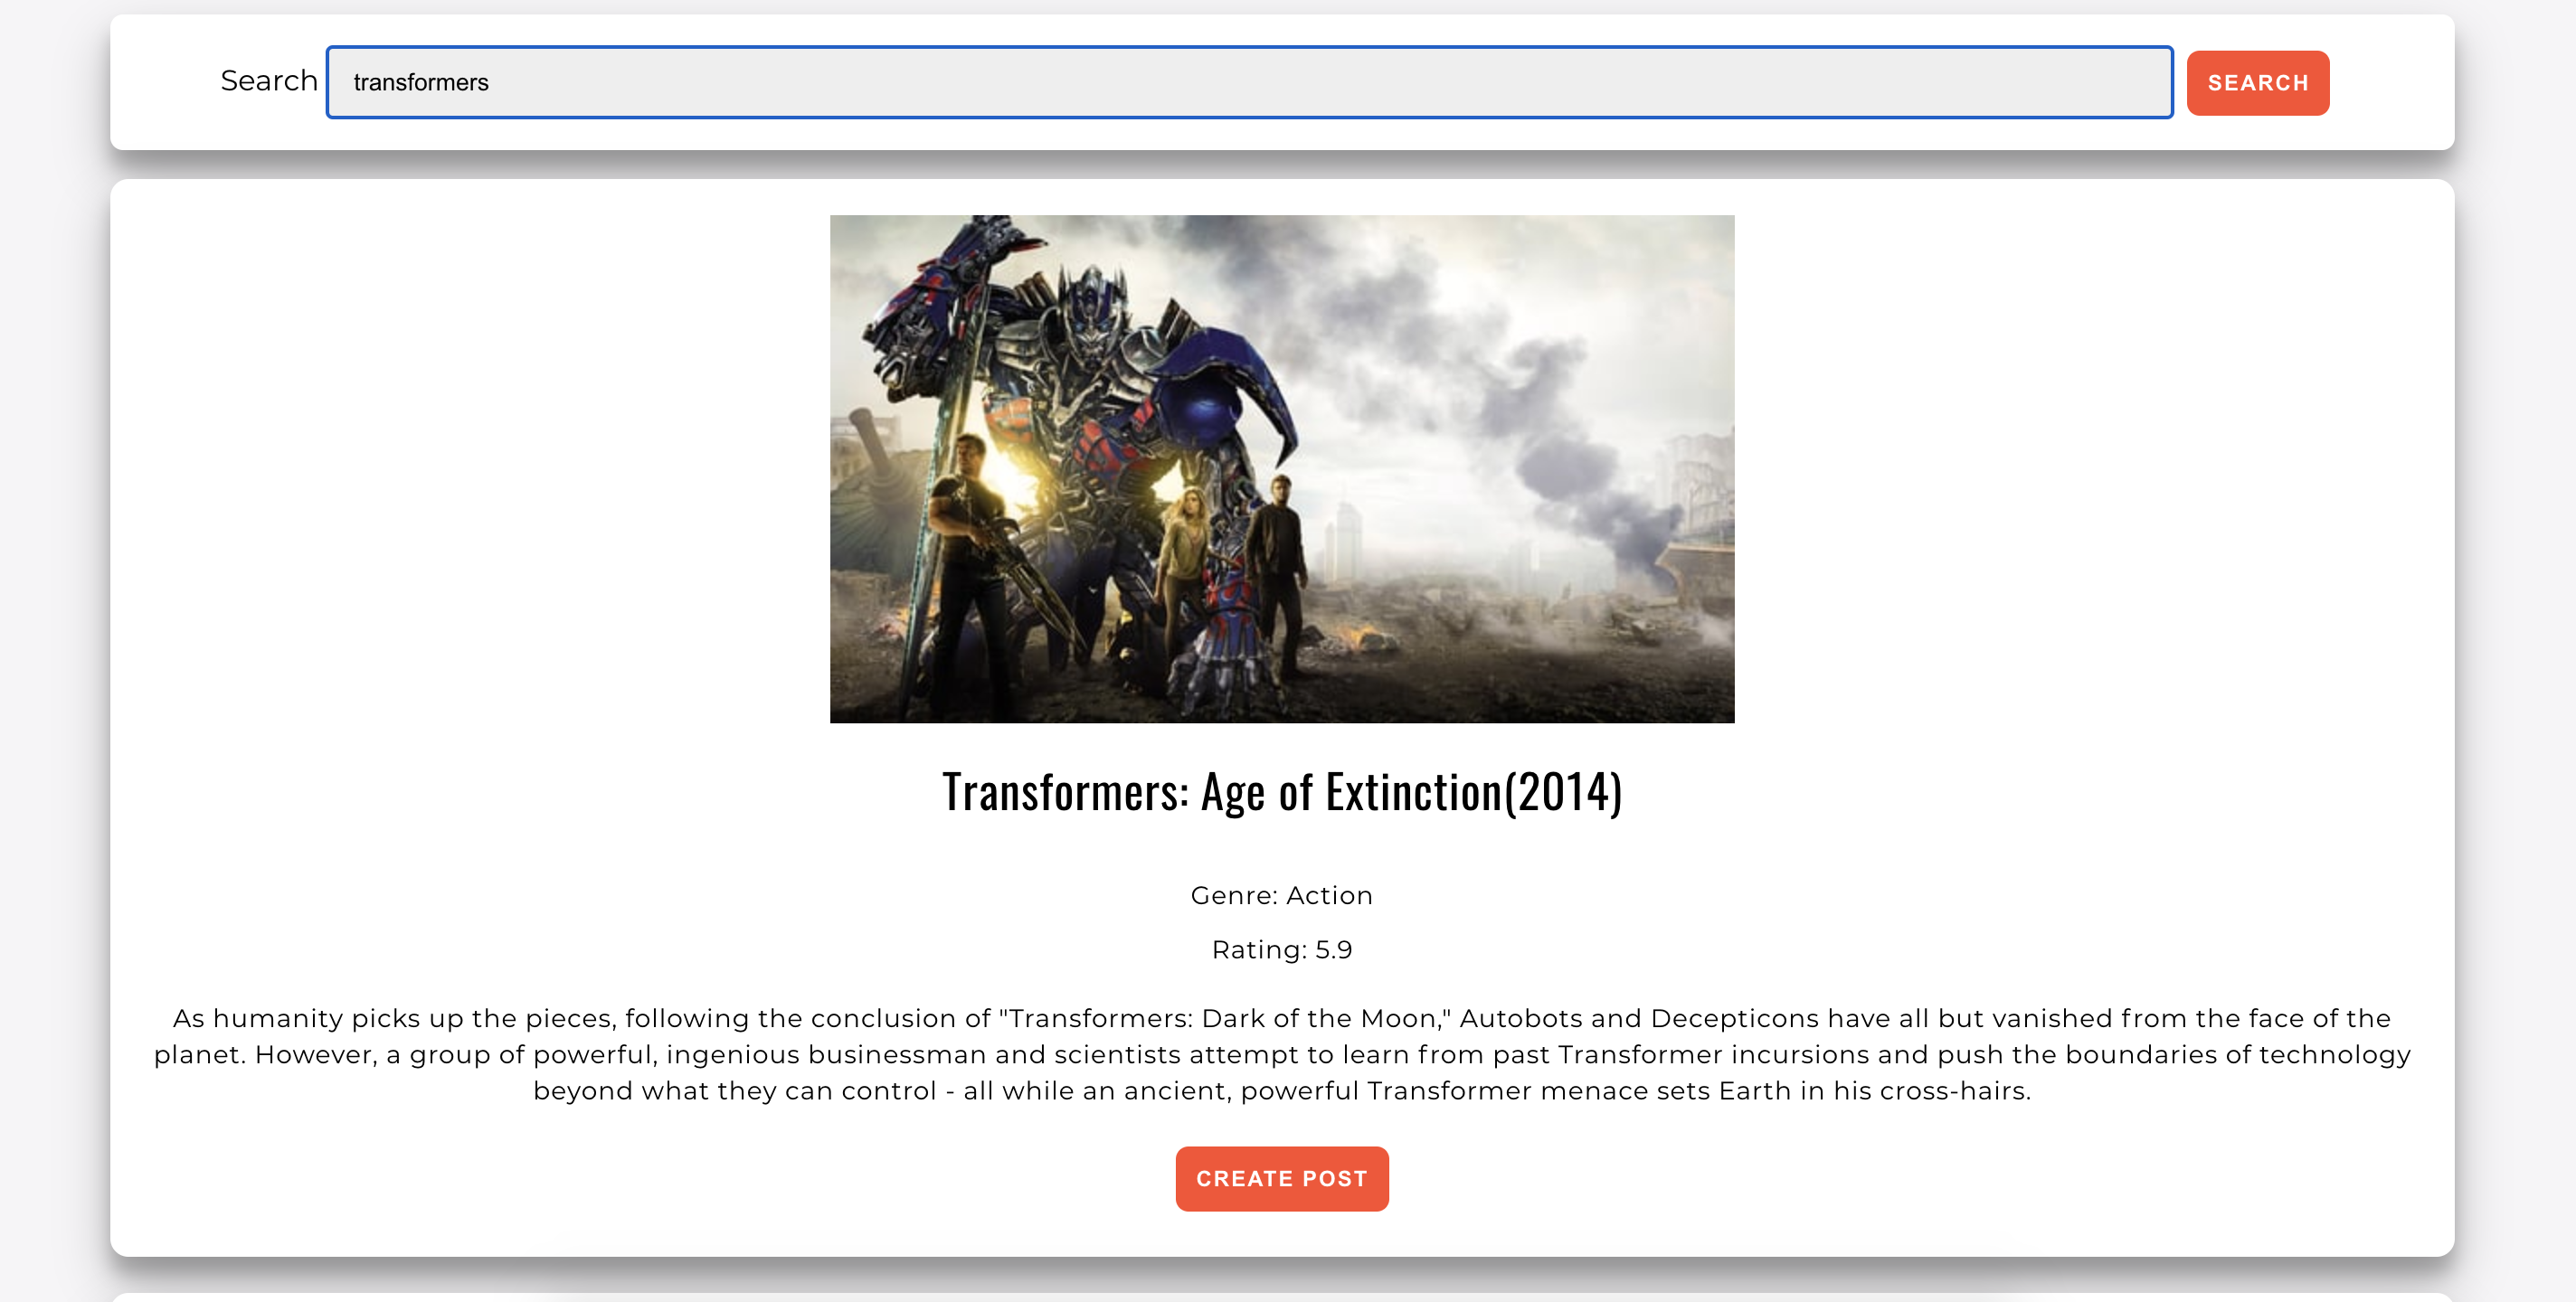 Search transformers SEARCH
Transformers: Age of Extinction(2014)
Genre: Action
Rating: 5.9
As humanity picks up the pieces, following the conclusion of "Transformers: Dark of the Moon," Autobots and Decepticons have all but vanished from the face of the
planet. However, a group of powerful, ingenious businessman and scientists attempt to learn from past Transformer incursions and push the boundaries of technology
beyond what they can control - all while an ancient, powerful Transformer menace sets Earth in his cross-hairs.
CREATE POST